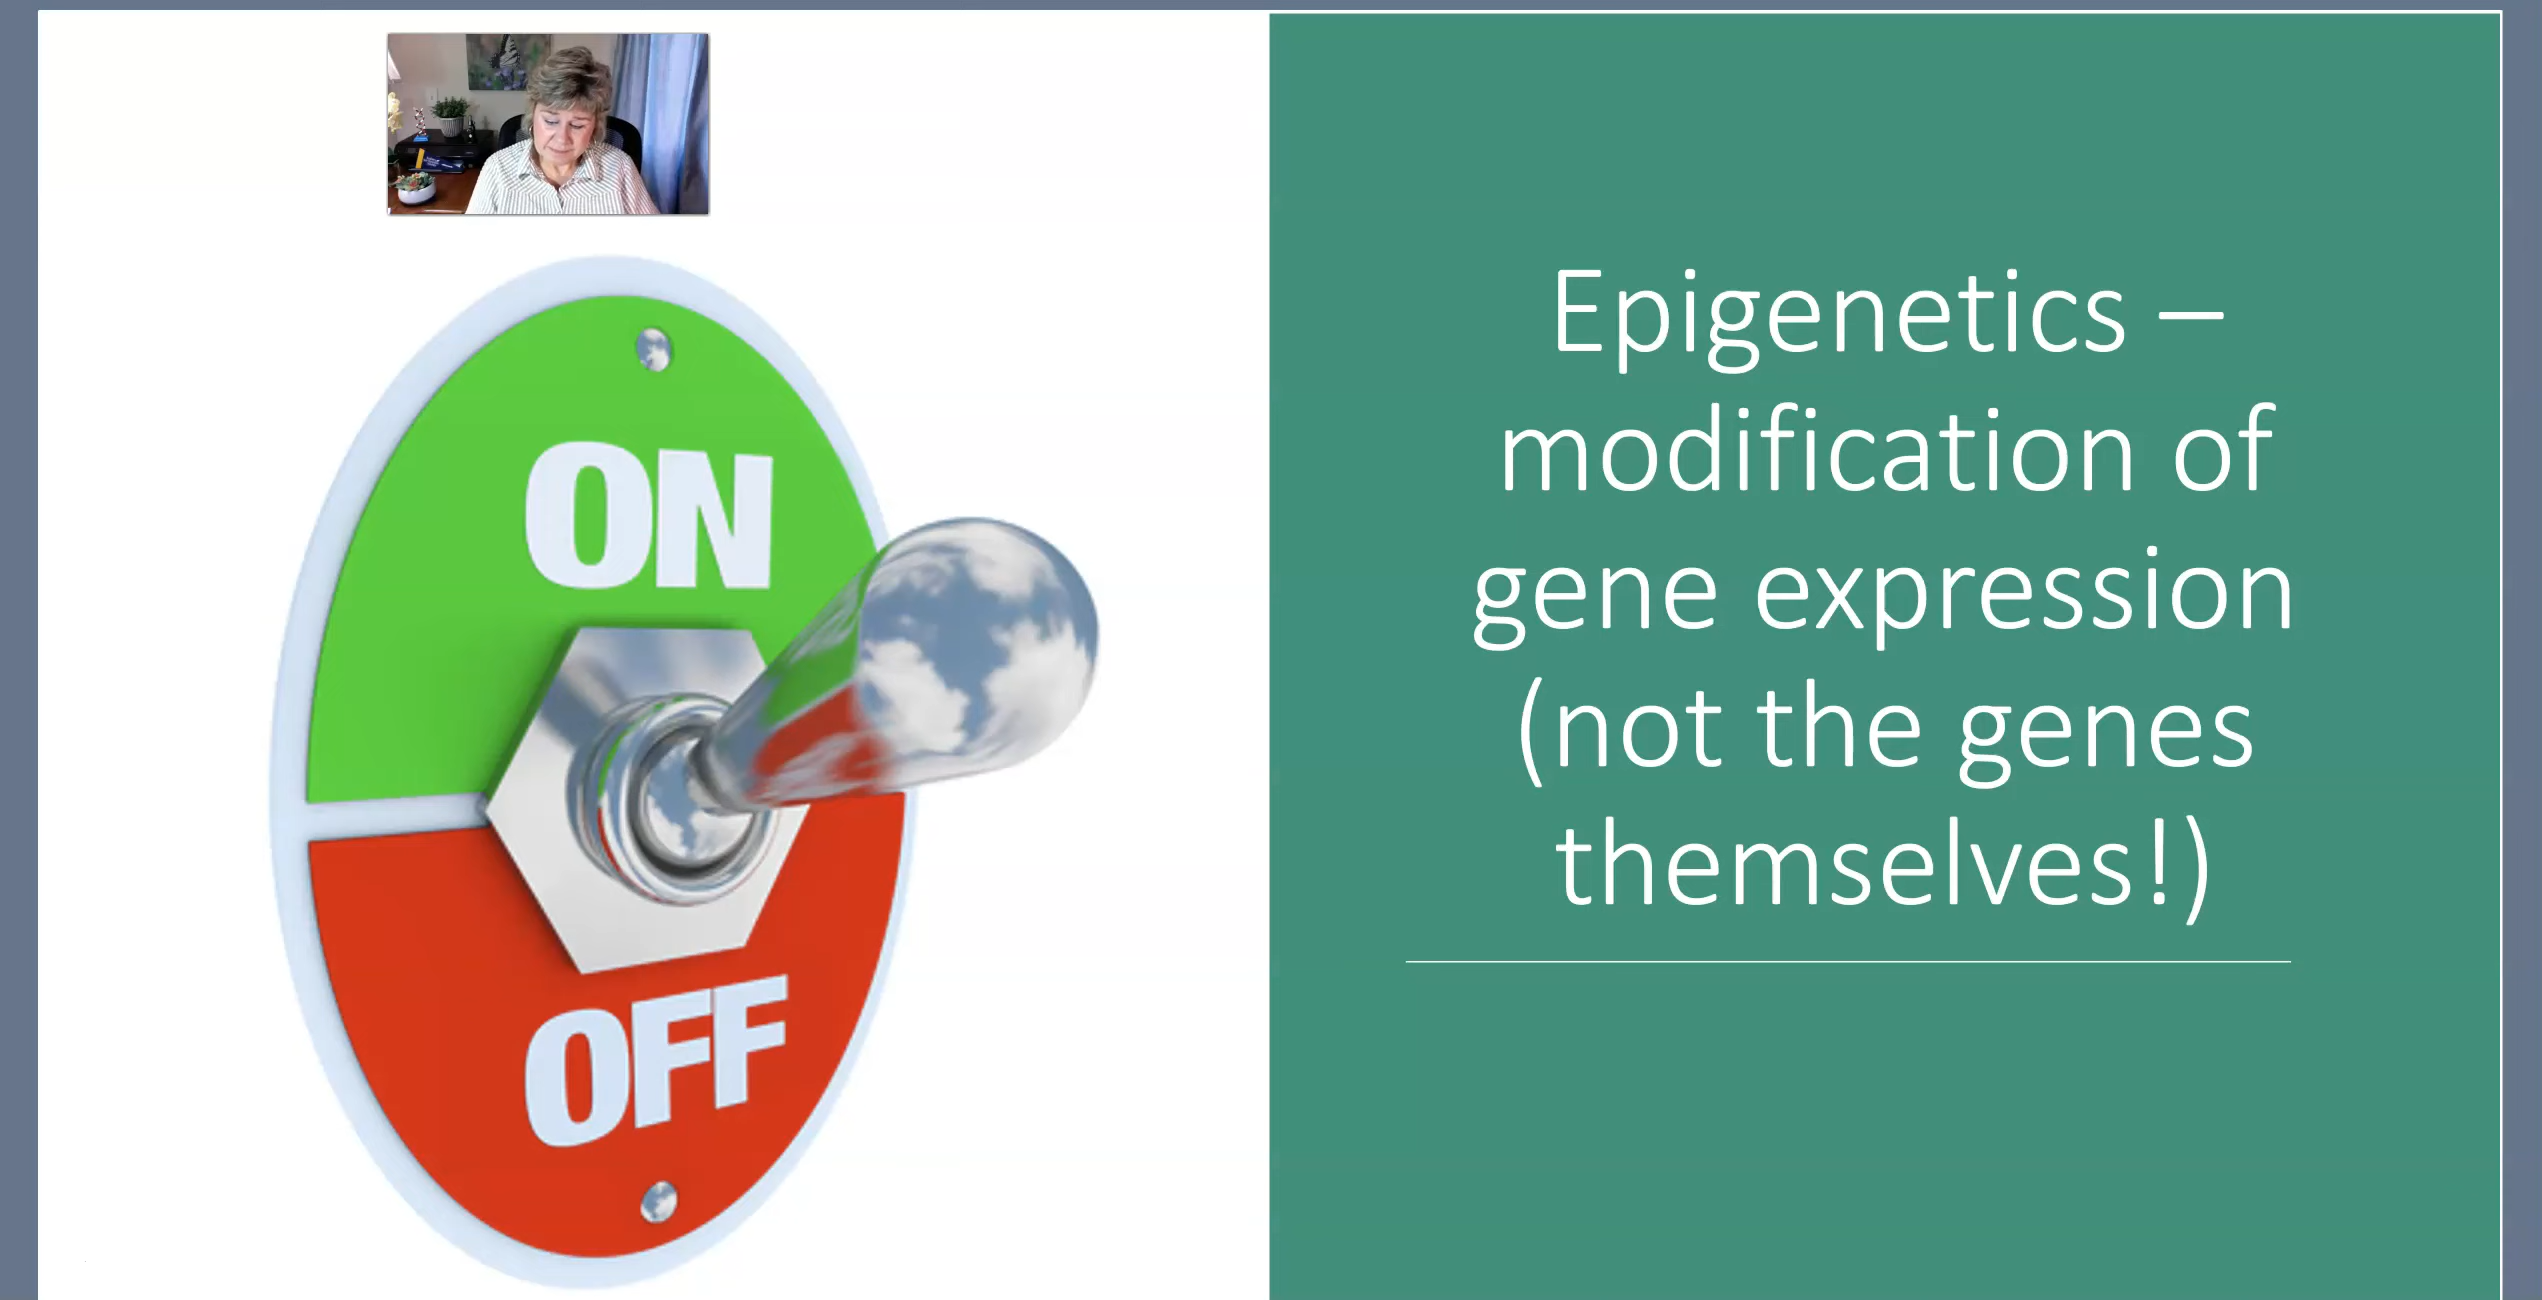 ON
OFF
Epigenetics –
modification of
gene expression
(not the genes
themselves!)